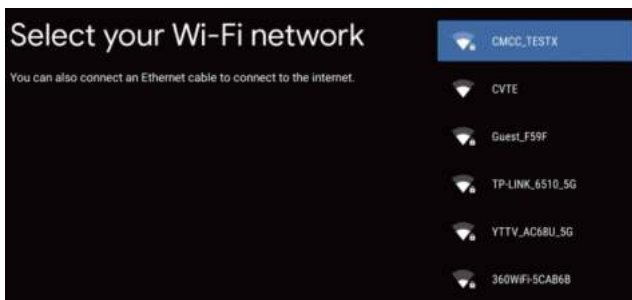 Select your Wi-Fi network
You can also connect an Ethernet cable to connect to the internet.
CMCC_TESTX
CVTE
Guest_F59F
TP-LINK_6510_5G
YTTV_AC68U_5G
360WiFi-5CAB6B